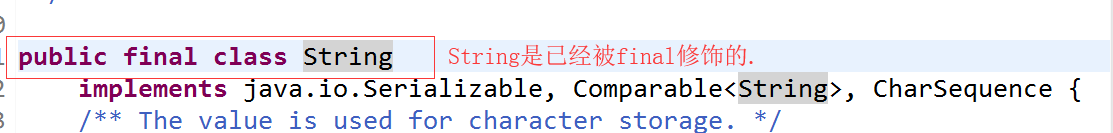 public final class String String是已经被final修饰的.
implements java.io.Serializable, Comparable<String>, CharSequence {
/** The value is used for character storage. */